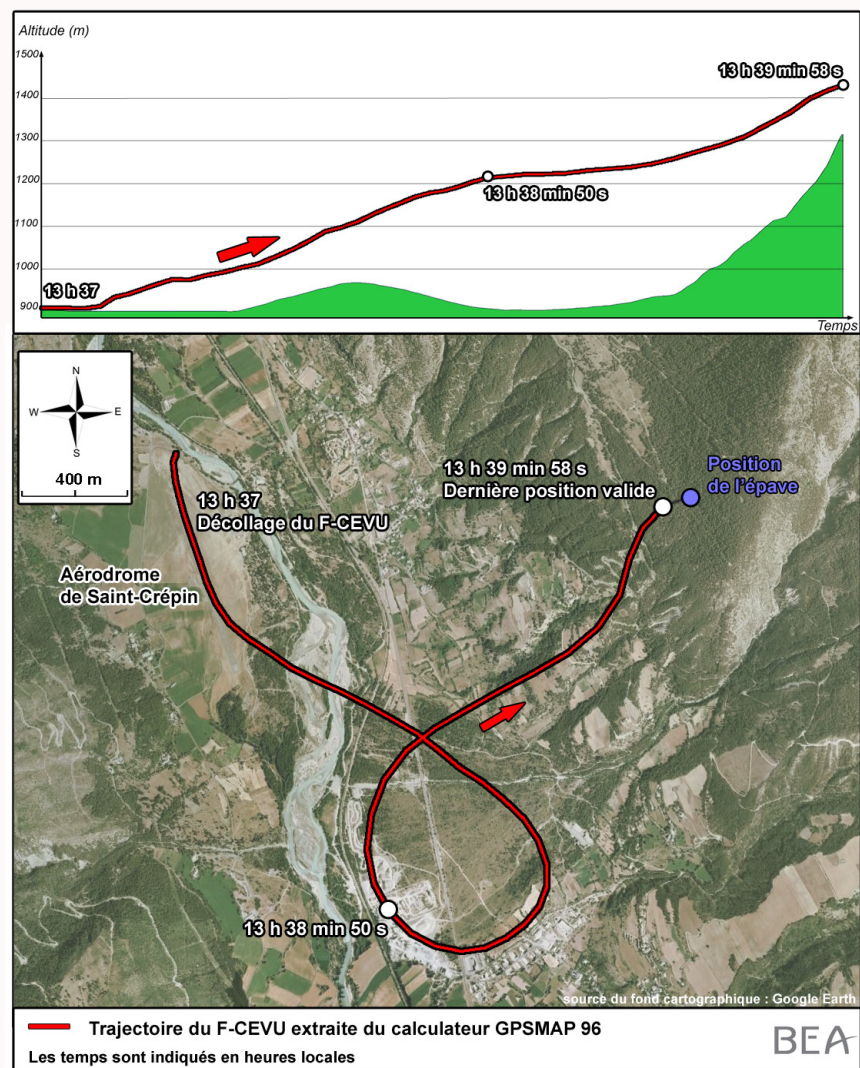 Altitude (m)
1500
1400
1300
1200
1100
1000
900
13 h 37
13 h 38 min 50 s
13 h 39 min 58 s
Temps
N
W
E
S
400 m
13 h 37
Décollage du F-CEVU
Aérodrome
de Saint-Crépin
13 h 39 min 58 s
Dernière position valide
Position
de l'épave
13 h 38 min 50 s
source du fond cartographique : Google Earth
Trajectoire du F-CEVU extraite du calculateur GPSMAP 96
Les temps sont indiqués en heures locales
BEA